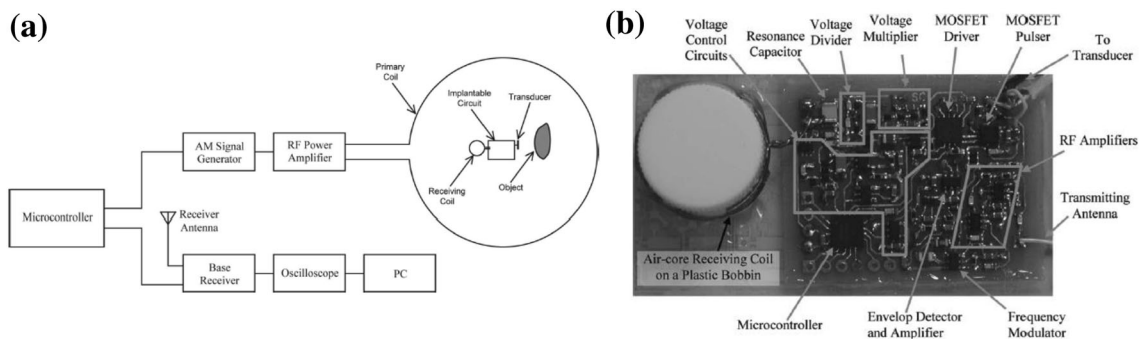 (a)
Primary
Coil
Implantable
Circuit
Transducer
AM Signal
Generator
RF Power
Amplifier
Receiving
Coil
Object
Microcontroller
Receiver
Antenna
Base
Receiver
Oscilloscope
PC
(b)
Voltage
Control
Circuits
Resonance
Capacitor
Voltage
Divider
Voltage
Multiplier
MOSFET
Driver
MOSFET
Pulser
To
Transducer
RF Amplifiers
Transmitting
Antenna
Air-core Receiving Coil
on a Plastic Bobbin
Microcontroller
Envelop Detector
and Amplifier
Frequency
Modulator